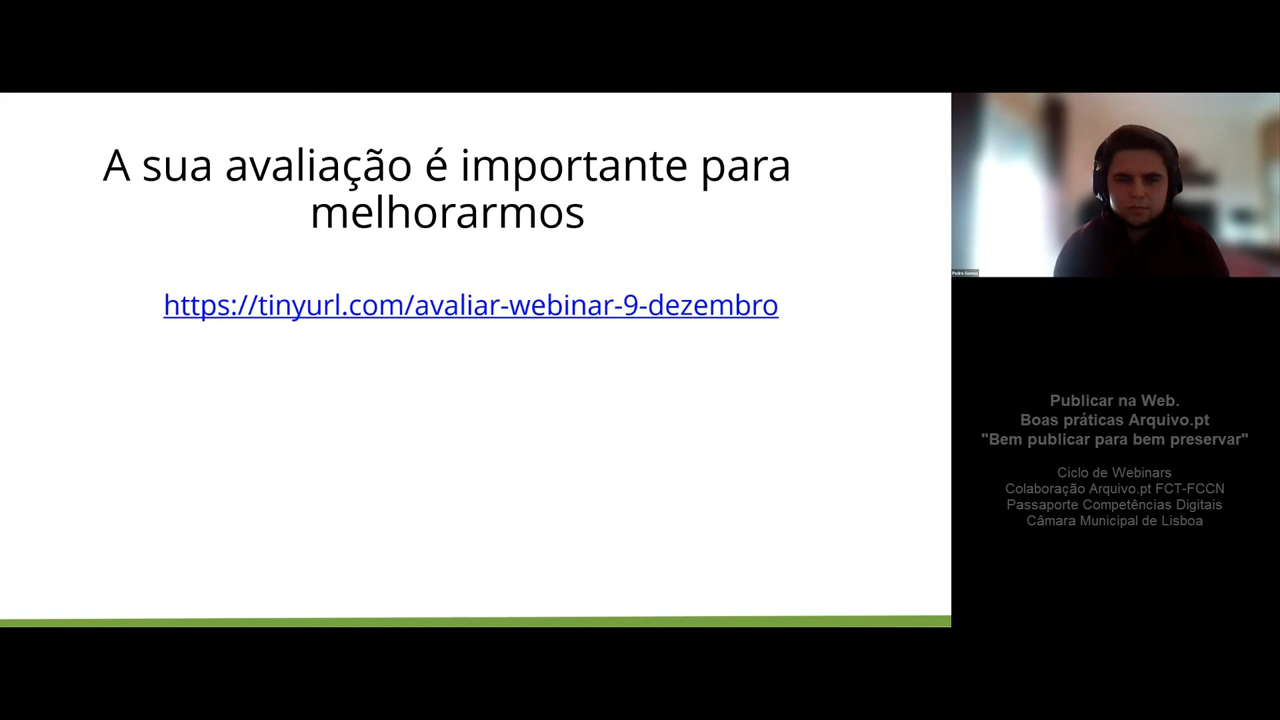 A sua avaliação é importante para
melhorarmos
https://tinyurl.com/avaliar-webinar-9-dezembro
Pedro Gomes
Publicar na Web.
Boas práticas Arquivo.pt
"Bem publicar para bem preservar"
Ciclo de Webinars
Colaboração Arquivo.pt FCT-FCCN
Passaporte Competências Digitais
Câmara Municipal de Lisboa